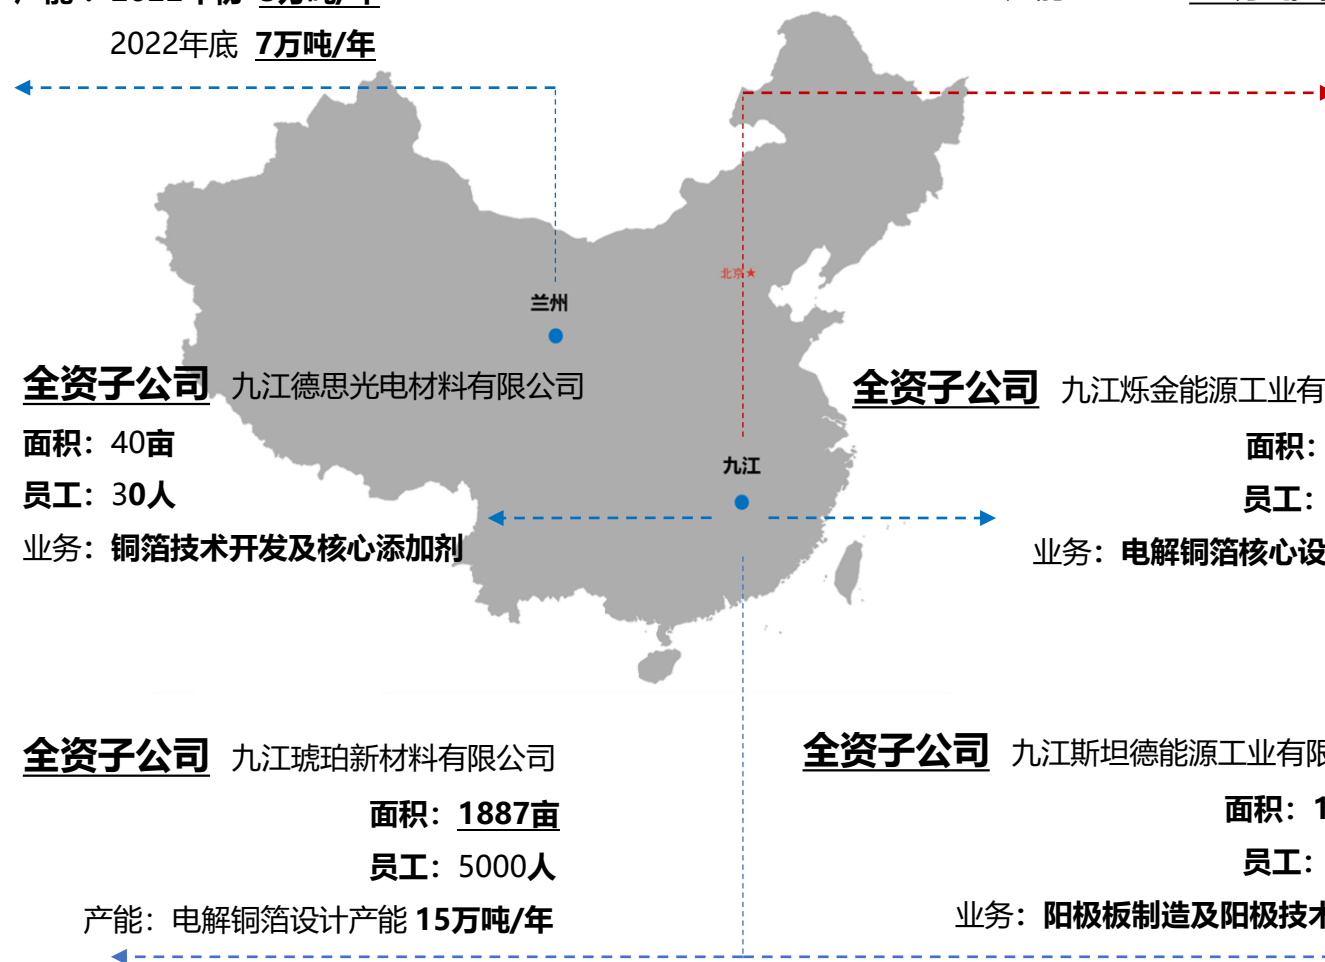 2022年底 7万吨/年
北京★
兰州
全资子公司 九江德思光电材料有限公司
面积：40亩
员工：30人
业务：铜箔技术开发及核心添加剂
全资子公司 九江烁金能源工业有
面积：
员工：
业务：电解铜箔核心设
九江
全资子公司 九江琥珀新材料有限公司
面积：1887亩
员工：5000人
产能：电解铜箔设计产能 15万吨/年
全资子公司 九江斯坦德能源工业有限
面积：1
员工：
业务：阳极板制造及阳极技术